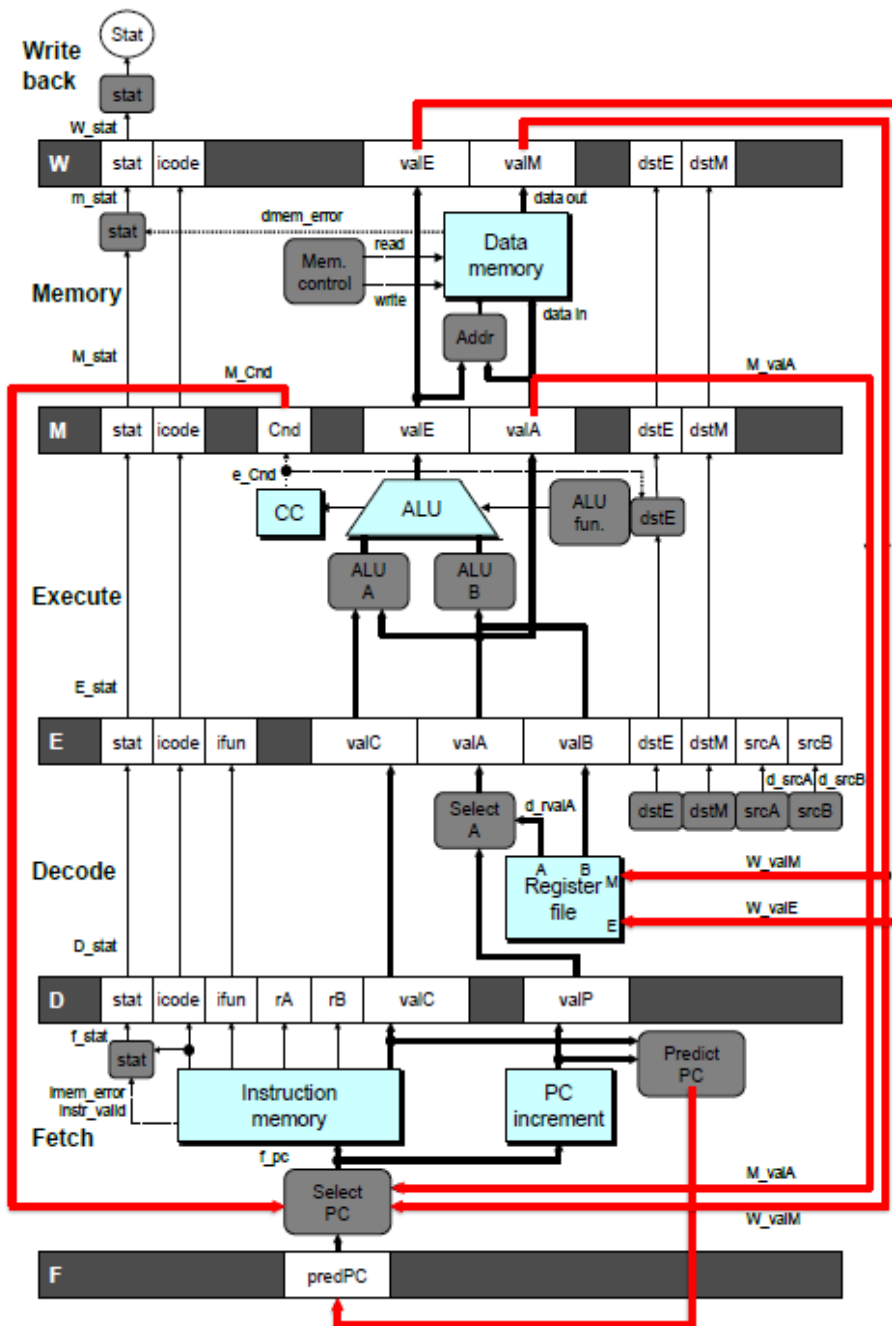 Stat
Write
back
stat
W_stat
W stat icode valE valM dstE dstM
m_stat
data out
dmem_error
stat
read
Data
memory
Mem.
control
Memory
write
data in
Addr
M_stat
M_Cnd
M_valA
M stat icode Cnd valE valA dstE dstM
e_Cnd
CC
ALU
ALU
fun.
dstE
ALU
A
ALU
B
Execute
E_stat
E stat icode ifun valC valA valB dstE dstM srcA srcB
d_srcA d_srcB
Select
A
d_rvalA
dstE dstM srcA srcB
Decode
A B
Register
file
M
E
W_valM
W_valE
D_stat
D stat icode ifun rA rB valC valP
f_stat
stat
Predict
PC
Imem_error
Instr_valid
Instruction
memory
PC
increment
Fetch
f_pc
Select
PC
M_valA
W_valM
F predPC